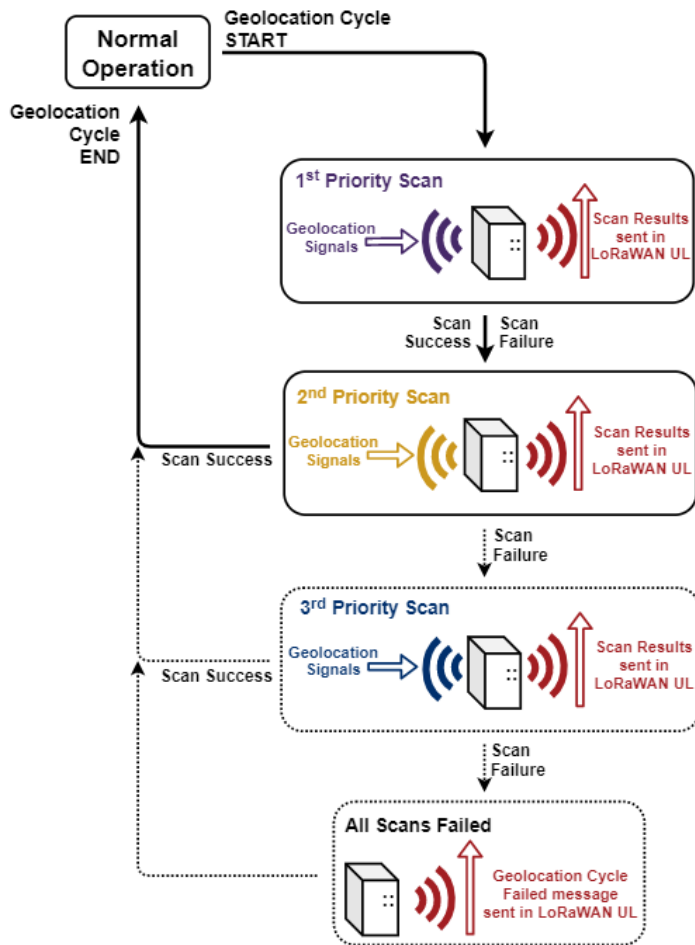 Normal
Operation
Geolocation Cycle
START
Geolocation
Cycle
END
1st Priority Scan
Geolocation
Signals
Scan Results
sent in
LoRaWAN UL
Scan
Success
Scan
Failure
2nd Priority Scan
Geolocation
Signals
Scan Results
sent in
LoRaWAN UL
Scan Success
Scan
Failure
3rd Priority Scan
Geolocation
Signals
Scan Results
sent in
LoRaWAN UL
Scan Success
Scan
Failure
All Scans Failed
Geolocation Cycle
Failed message
sent in LoRaWAN UL